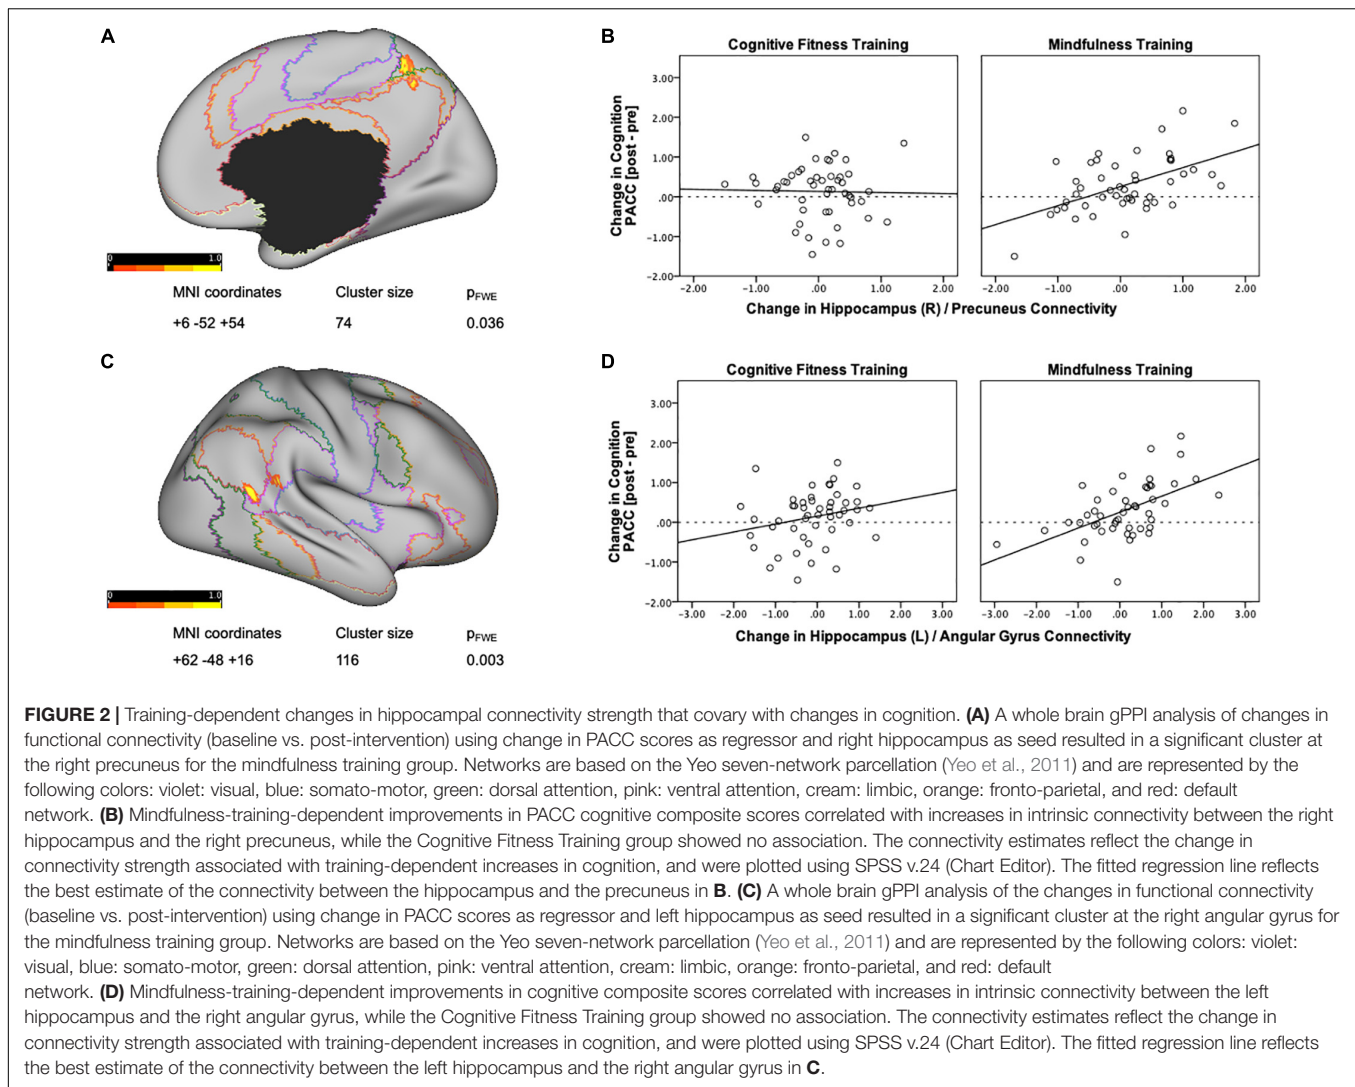 A
0 1.0
MNI coordinates Cluster size pFWE
+6 -52 +54 74 0.036
B
Cognitive Fitness Training Mindfulness Training
Change in Cognition
PACC [post - pre]
3.00
2.00
1.00
.00
-1.00
-2.00
-2.00 -1.00 .00 1.00 2.00 -2.00 -1.00 .00 1.00 2.00
Change in Hippocampus (R) / Precuneus Connectivity
C
0 1.0
MNI coordinates Cluster size pFWE
+62 -48 +16 116 0.003
D
Cognitive Fitness Training Mindfulness Training
Change in Cognition
PACC [post - pre]
3.00
2.00
1.00
.00
-1.00
-2.00
-3.00 -2.00 -1.00 .00 1.00 2.00 3.00 -3.00 -2.00 -1.00 .00 1.00 2.00 3.00
Change in Hippocampus (L) / Angular Gyrus Connectivity
FIGURE 2 | Training-dependent changes in hippocampal connectivity strength that covary with changes in cognition. (A) A whole brain gPPI analysis of changes in
functional connectivity (baseline vs. post-intervention) using change in PACC scores as regressor and right hippocampus as seed resulted in a significant cluster at
the right precuneus for the mindfulness training group. Networks are based on the Yeo seven-network parcellation (Yeo et al., 2011) and are represented by the
following colors: violet: visual, blue: somato-motor, green: dorsal attention, pink: ventral attention, cream: limbic, orange: fronto-parietal, and red: default
network. (B) Mindfulness-training-dependent improvements in PACC cognitive composite scores correlated with increases in intrinsic connectivity between the right
hippocampus and the right precuneus, while the Cognitive Fitness Training group showed no association. The connectivity estimates reflect the change in
connectivity strength associated with training-dependent increases in cognition, and were plotted using SPSS v.24 (Chart Editor). The fitted regression line reflects
the best estimate of the connectivity between the hippocampus and the precuneus in B. (C) A whole brain gPPI analysis of the changes in functional connectivity
(baseline vs. post-intervention) using change in PACC scores as regressor and left hippocampus as seed resulted in a significant cluster at the right angular gyrus for
the mindfulness training group. Networks are based on the Yeo seven-network parcellation (Yeo et al., 2011) and are represented by the following colors: violet:
visual, blue: somato-motor, green: dorsal attention, pink: ventral attention, cream: limbic, orange: fronto-parietal, and red: default
network. (D) Mindfulness-training-dependent improvements in cognitive composite scores correlated with increases in intrinsic connectivity between the left
hippocampus and the right angular gyrus, while the Cognitive Fitness Training group showed no association. The connectivity estimates reflect the change in
connectivity strength associated with training-dependent increases in cognition, and were plotted using SPSS v.24 (Chart Editor). The fitted regression line reflects
the best estimate of the connectivity between the left hippocampus and the right angular gyrus in C.